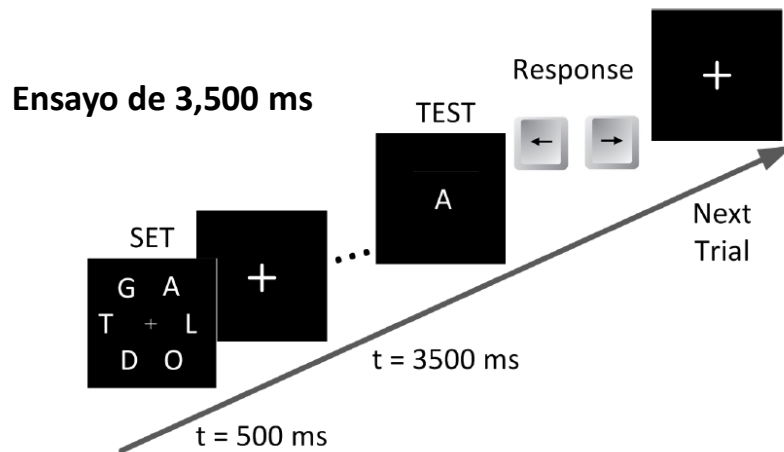 Ensayo de 3,500 ms
SET
G A
T + L
D O
+
...
t = 500 ms
TEST
A
t = 3500 ms
Response
← →
+
Next
Trial